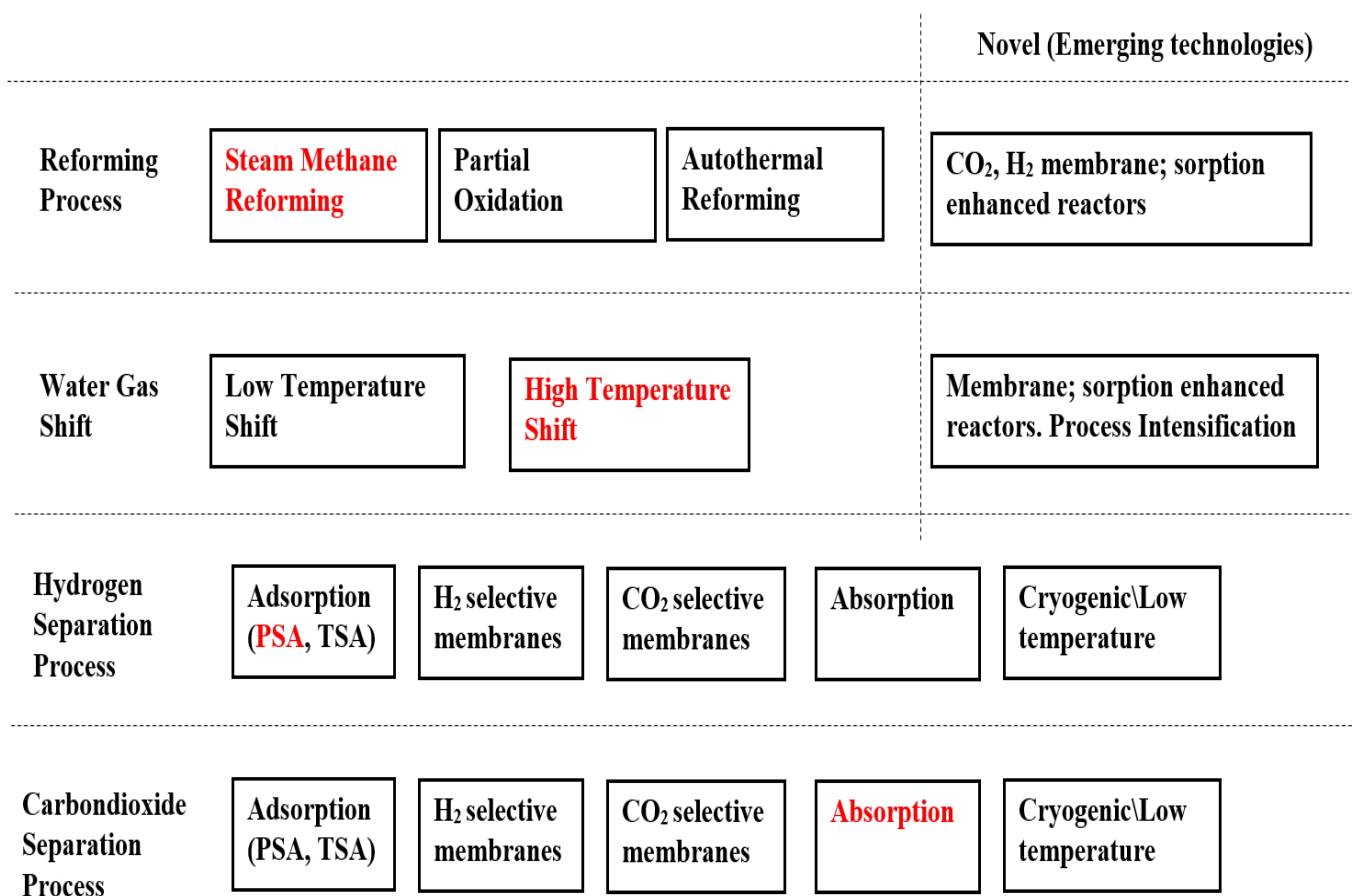 Novel (Emerging technologies)
Reforming
Process
Steam Methane
Reforming
Partial
Oxidation
Autothermal
Reforming
CO₂, H₂ membrane; sorption
enhanced reactors
Water Gas
Shift
Low Temperature
Shift
High Temperature
Shift
Membrane; sorption enhanced
reactors. Process Intensification
Hydrogen
Separation
Process
Adsorption
(PSA, TSA)
H₂ selective
membranes
CO₂ selective
membranes
Absorption
Cryogenic\Low
temperature
Carbondioxide
Separation
Process
Adsorption
(PSA, TSA)
H₂ selective
membranes
CO₂ selective
membranes
Absorption
Cryogenic\Low
temperature